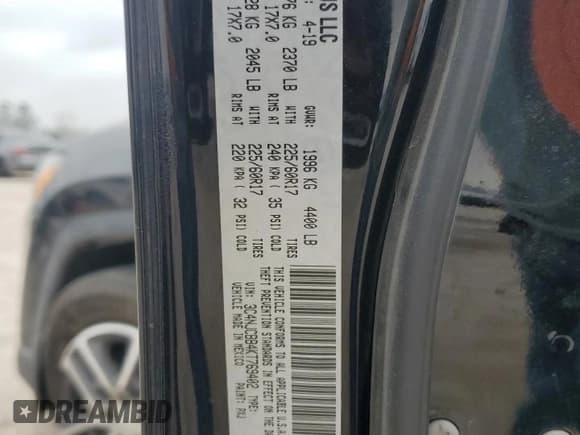 US LLC
: 4-19 GVWR: 1996 KG 4400 LB
76 KG 2370 LB 225/60R17 TIRES
17X7.0 RIMS AT 240 KPA ( 35 PSI) COLD
28 KG 2045 LB 225/60R17 TIRES
17X7.0 RIMS AT 220 KPA ( 32 PSI) COLD
THIS VEHICLE CONFORMS TO ALL APPLICABLE U.S.A
THEFT PREVENTION STANDARDS IN EFFECT ON THE DA
VIN: 3C4NJCBB4KT769402 TYPE:
VEHICLE MADE IN MEXICO PAINT: PXJ
DREAMBID